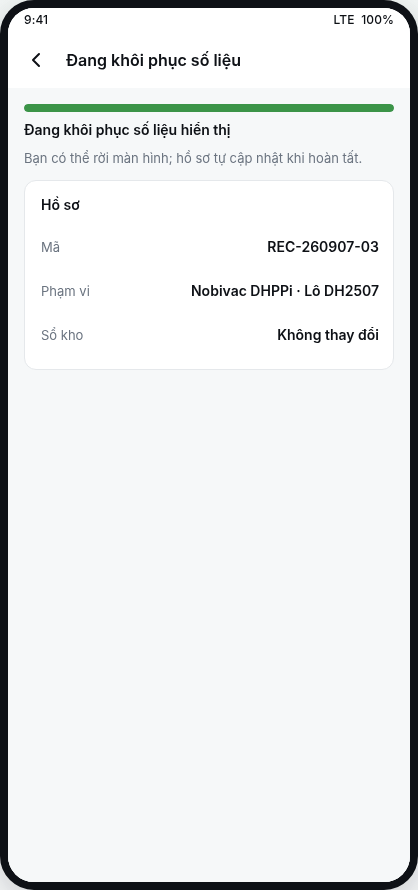 9:41
LTE 100%
Đang khôi phục số liệu
Đang khôi phục số liệu hiển thị
Bạn có thể rời màn hình; hồ sơ tự cập nhật khi hoàn tất.
Hồ sơ
Mã
REC-260907-03
Phạm vi
Nobivac DHPPi · Lô DH2507
Sổ kho
Không thay đổi